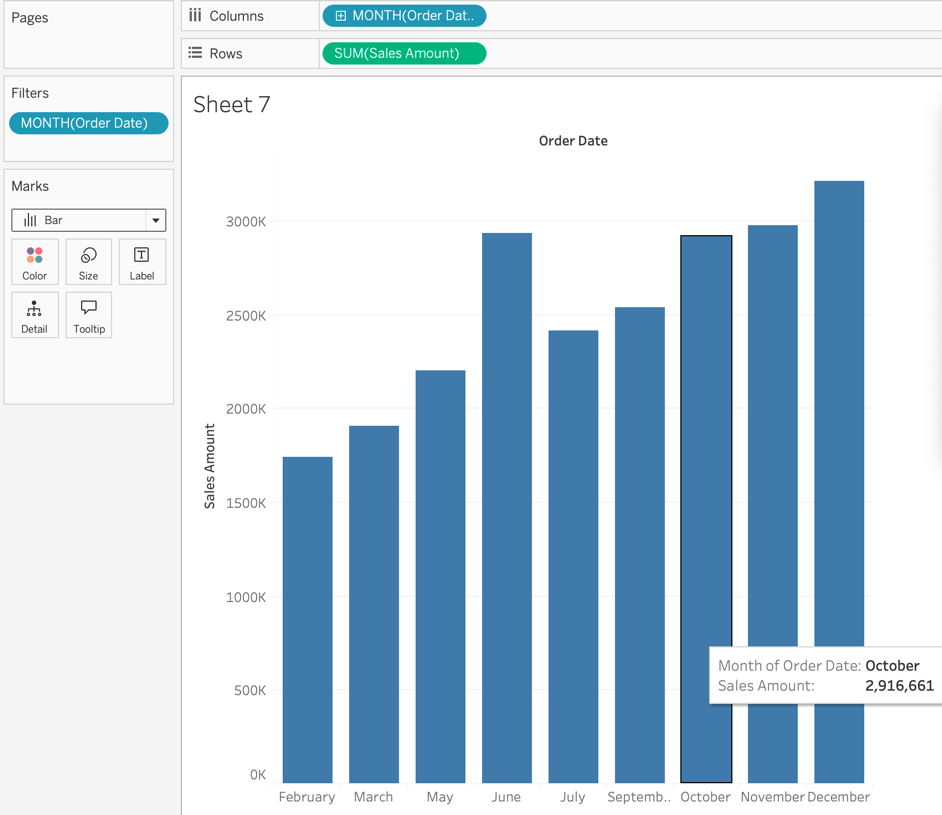 Pages
Columns
MONTH(Order Dat..
Rows
SUM(Sales Amount)
Filters
MONTH(Order Date)
Marks
Bar
Color
Size
Label
Detail
Tooltip
Sheet 7
Order Date
Sales Amount
3000K
2500K
2000K
1500K
1000K
500K
0K
February March May June July Septemb.. October November December
Month of Order Date: October
Sales Amount: 2,916,661